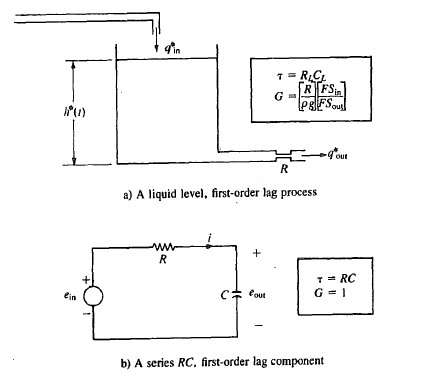 q*in
τ = RLCL
G = [R/ρg][FSin/FSout]
h*(t)
q*out
R
a) A liquid level, first-order lag process
i
+
R
+
ein
C
eout
−
−
τ = RC
G = 1
b) A series RC, first-order lag component